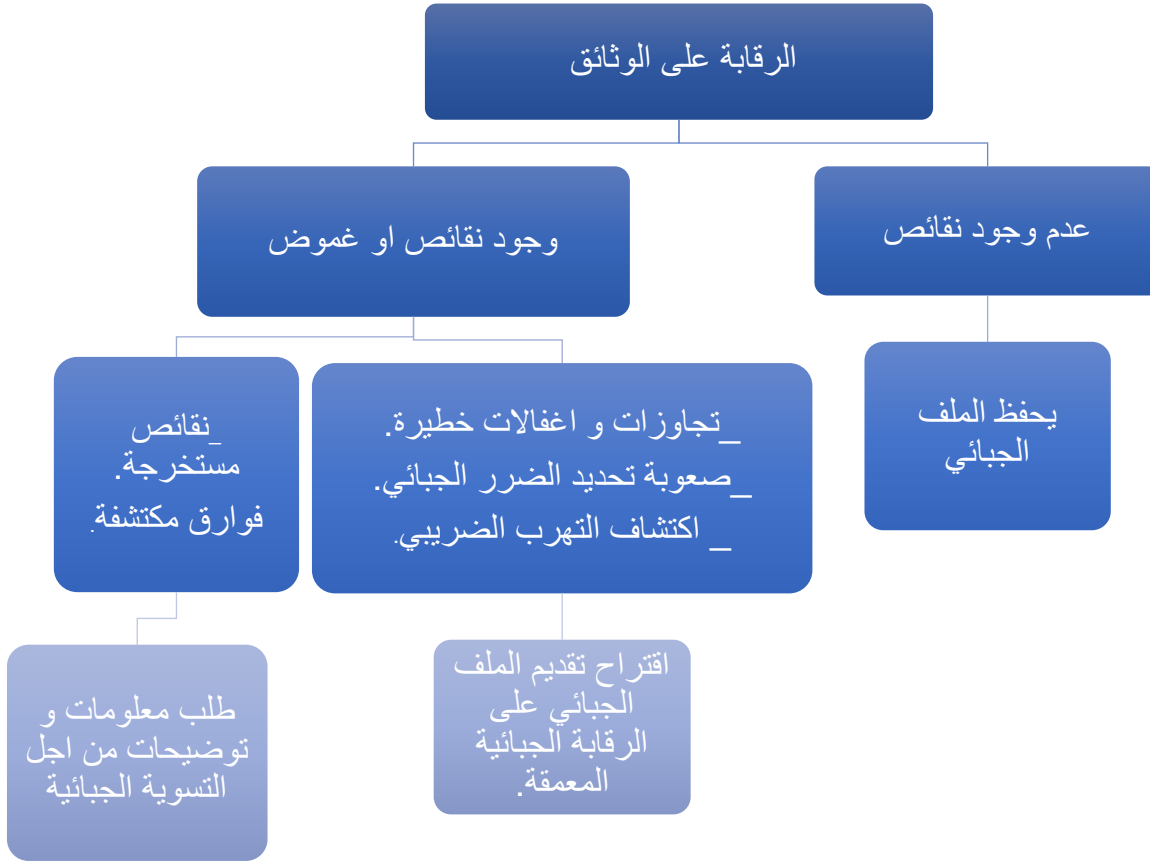 الرقابة على الوثائق
عدم وجود نقائص
وجود نقائص او غموض
يحفظ الملف
الجبائي
_تجاوزات و اغفالات خطيرة.
_صعوبة تحديد الضرر الجبائي.
_ اكتشاف التهرب الضريبي.
_نقائص
مستخرجة.
فوارق مكتشفة.
اقتراح تقديم الملف
الجبائي على
الرقابة الجبائية
المعمقة.
طلب معلومات و
توضيحات من اجل
التسوية الجبائية